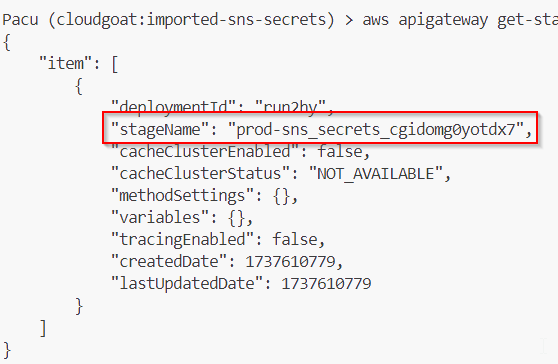 Pacu (cloudgoat:imported-sns-secrets) > aws apigateway get-sta
{
    "item": [
        {
            "deploymentId": "run2hy",
            "stageName": "prod-sns_secrets_cgidomg0yotdx7",
            "cacheClusterEnabled": false,
            "cacheClusterStatus": "NOT_AVAILABLE",
            "methodSettings": {},
            "variables": {},
            "tracingEnabled": false,
            "createdDate": 1737610779,
            "lastUpdatedDate": 1737610779
        }
    ]
}